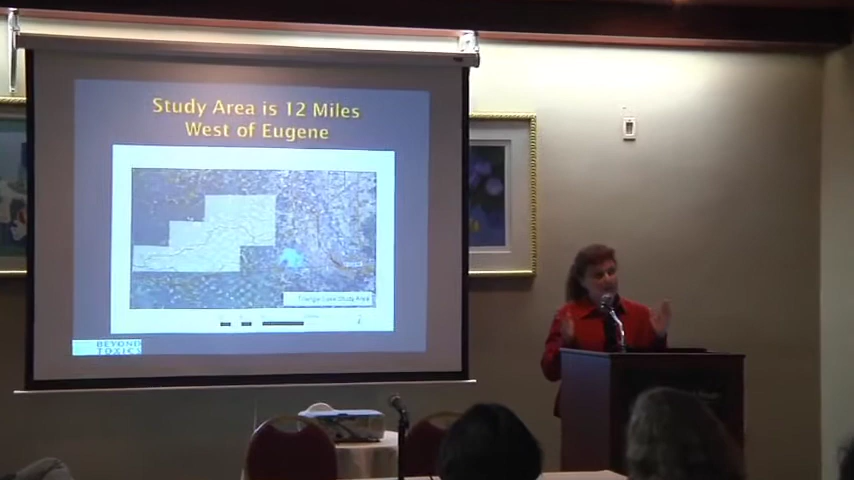 Study Area is 12 Miles
West of Eugene
Triangle Lake Study Area
BEYOND
TOXICS